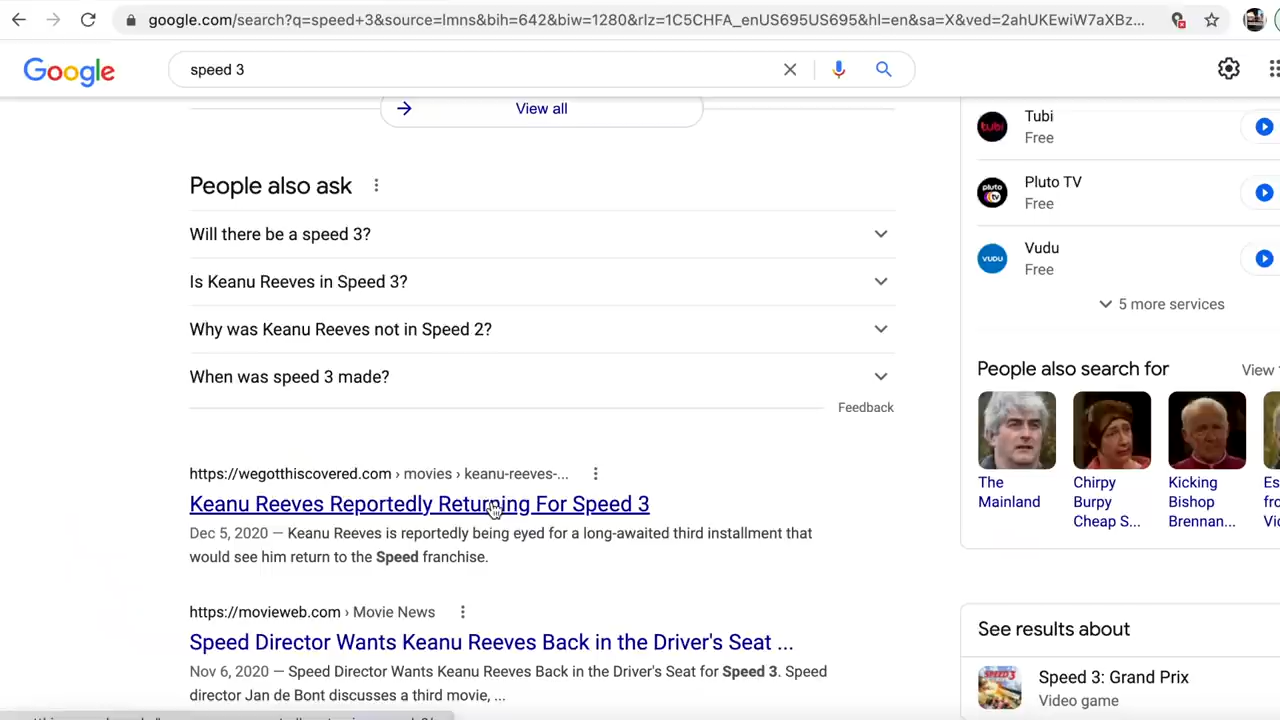 google.com/search?q=speed+3&source=lmns&bih=642&biw=1280&rlz=1C5CHFA_enUS695US695&hl=en&sa=X&ved=2ahUKEwiW7aXBz...
Google
speed 3
View all
People also ask
Will there be a speed 3?
Is Keanu Reeves in Speed 3?
Why was Keanu Reeves not in Speed 2?
When was speed 3 made?
Feedback
https://wegotthiscovered.com › movies › keanu-reeves-...
Keanu Reeves Reportedly Returning For Speed 3
Dec 5, 2020 — Keanu Reeves is reportedly being eyed for a long-awaited third installment that
would see him return to the Speed franchise.
https://movieweb.com › Movie News
Speed Director Wants Keanu Reeves Back in the Driver's Seat ...
Nov 6, 2020 — Speed Director Wants Keanu Reeves Back in the Driver's Seat for Speed 3. Speed
director Jan de Bont discusses a third movie, ...
tubi
Tubi
Free
pluto tv
Pluto TV
Free
VUDU
Vudu
Free
5 more services
People also search for
View
The
Mainland
Chirpy
Burpy
Cheap S...
Kicking
Bishop
Brennan...
See results about
SPEED 3
Speed 3: Grand Prix
Video game